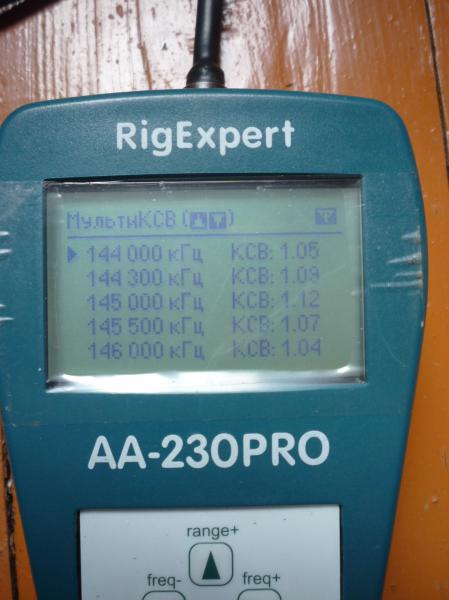 RigExpert
МультиКСВ (▲▼)
144 000 кГц КСВ: 1.05
144 300 кГц КСВ: 1.09
145 000 кГц КСВ: 1.12
145 500 кГц КСВ: 1.07
146 000 кГц КСВ: 1.04
AA-230PRO
range+
freq- freq+